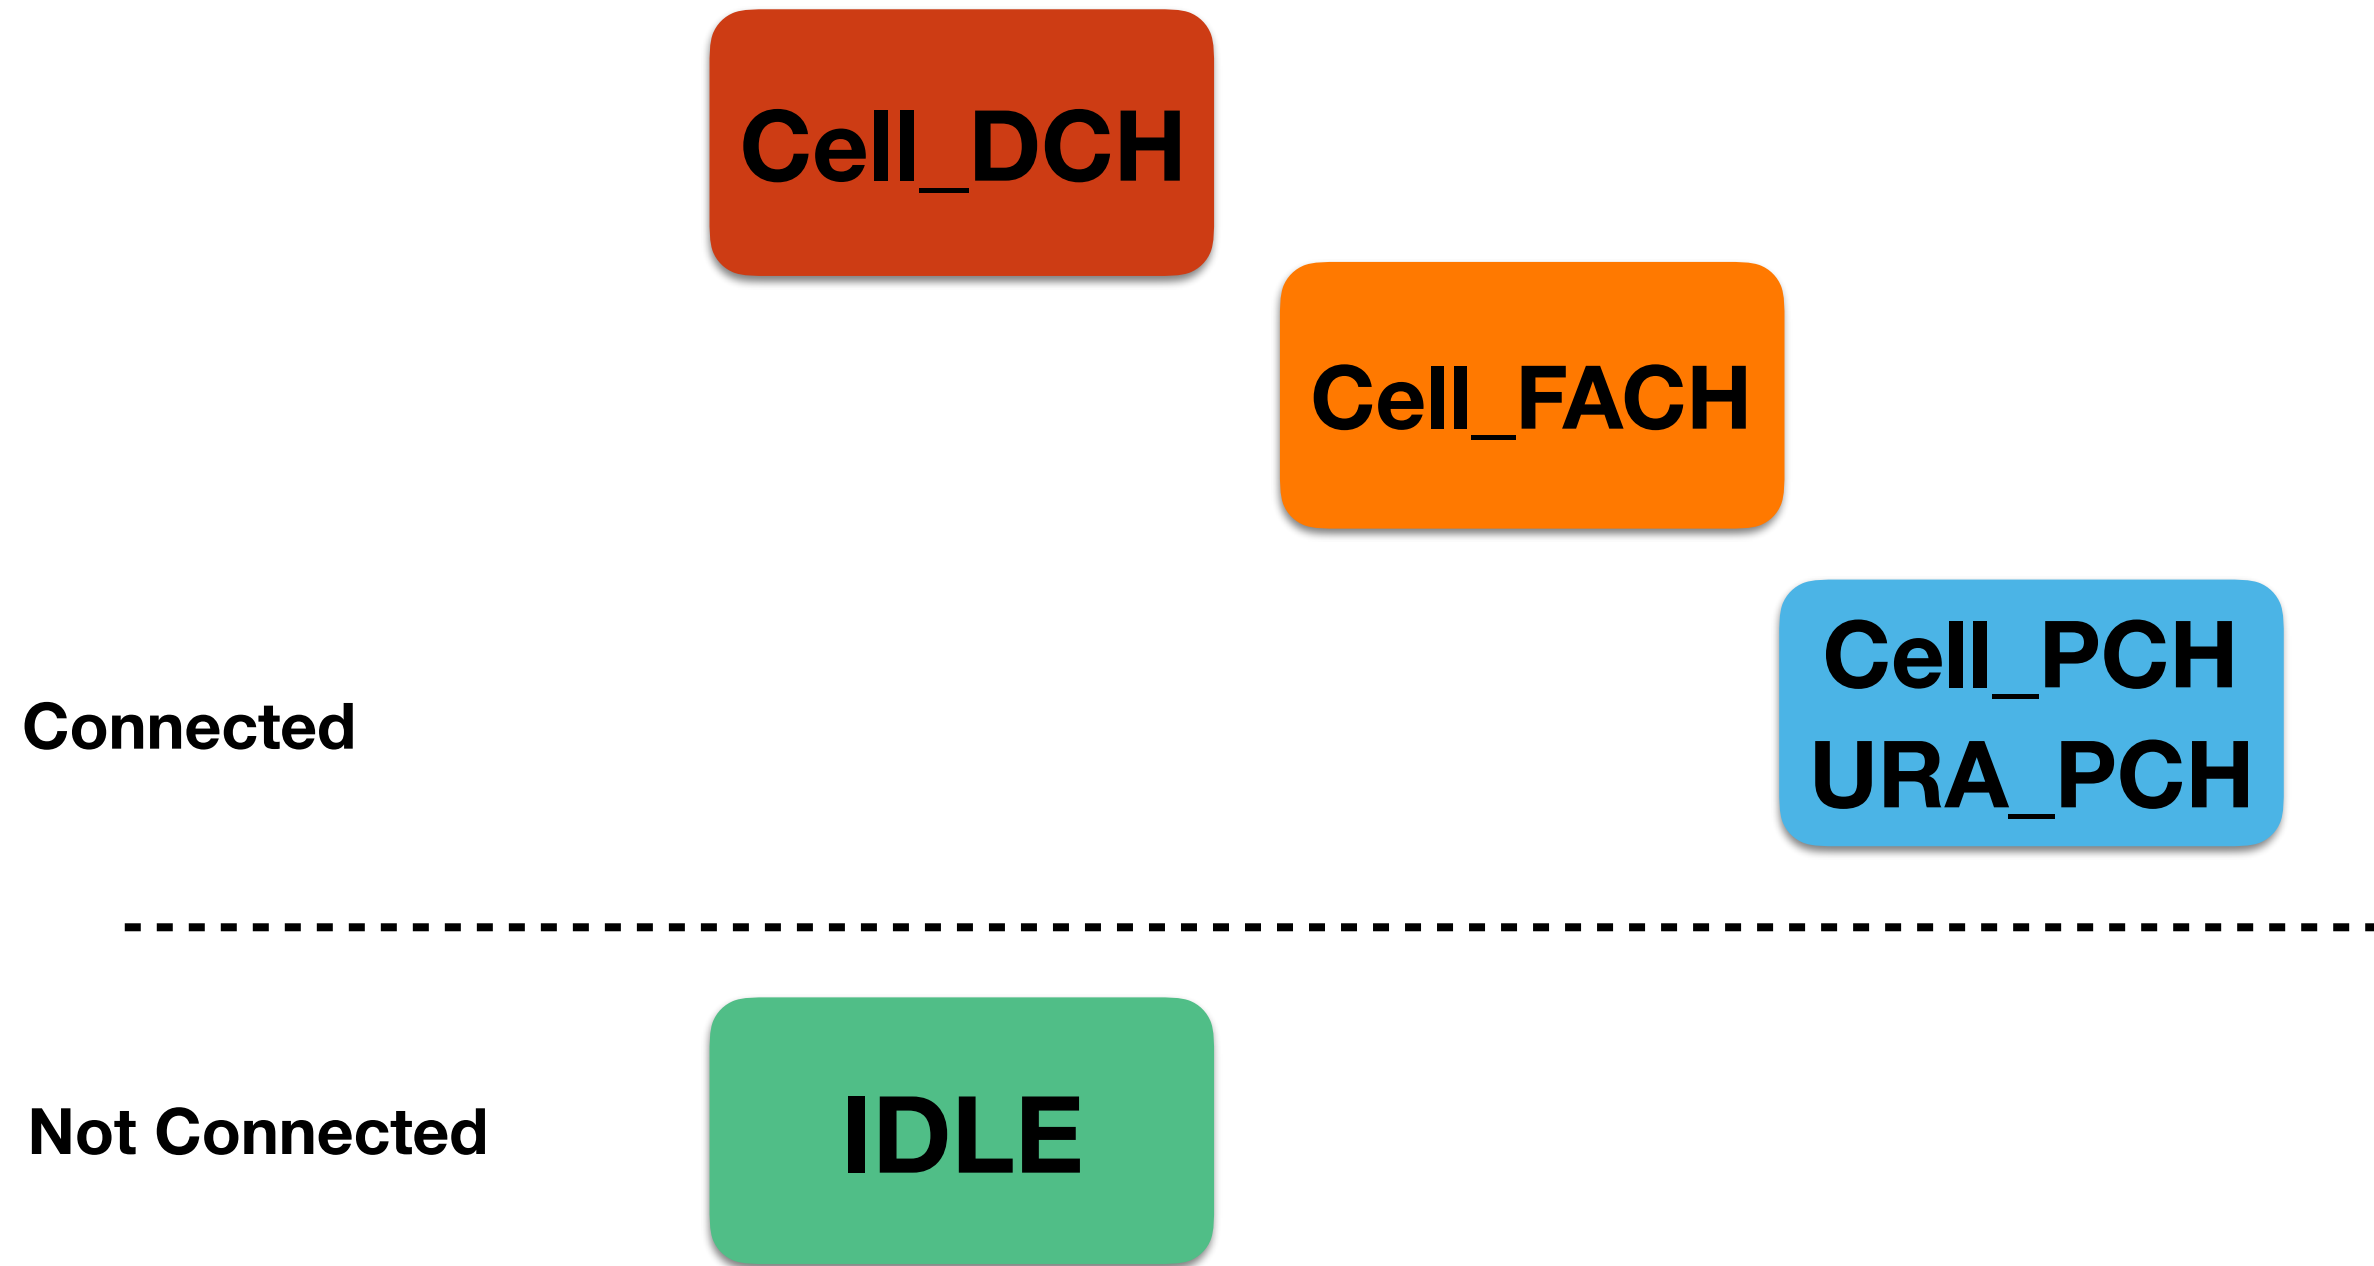 Cell_DCH
Cell_FACH
Cell_PCH
URA_PCH
Connected
Not Connected
IDLE